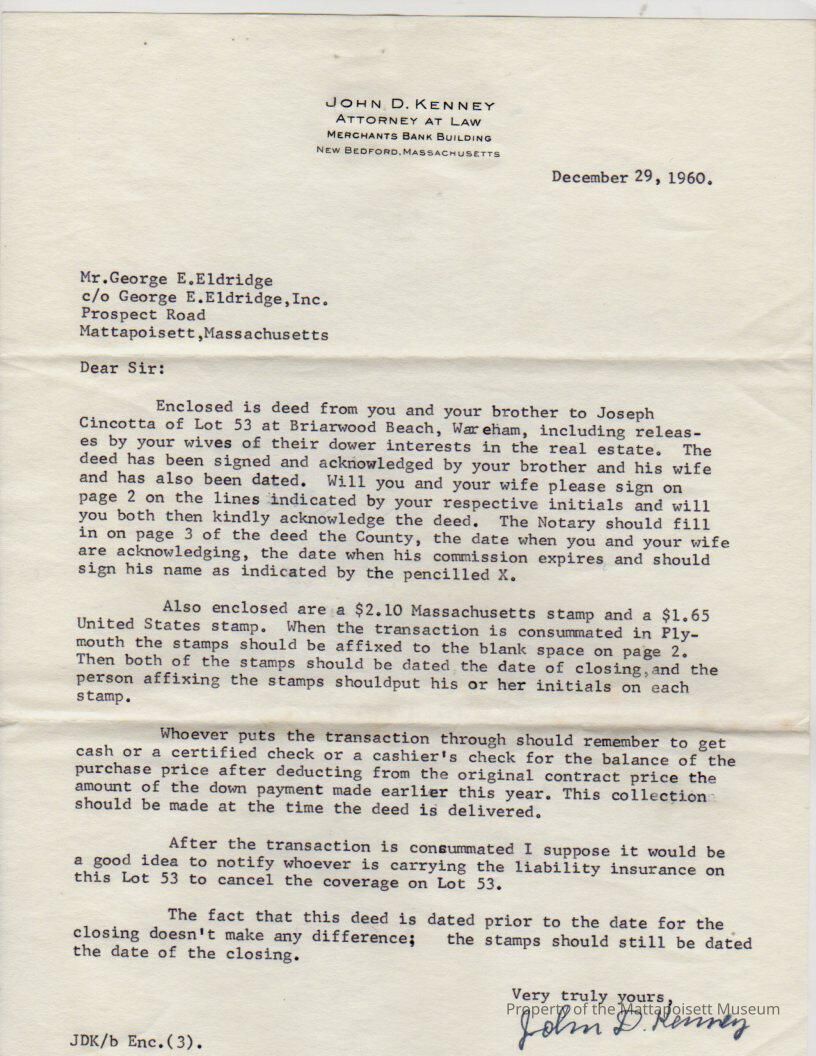 JOHN D. KENNEY
ATTORNEY AT LAW
MERCHANTS BANK BUILDING
NEW BEDFORD, MASSACHUSETTS
December 29, 1960.
Mr.George E.Eldridge
c/o George E.Eldridge,Inc.
Prospect Road
Mattapoisett,Massachusetts
Dear Sir:
Enclosed is deed from you and your brother to Joseph
Cincotta of Lot 53 at Briarwood Beach, Wareham, including releas-
es by your wives of their dower interests in the real estate. The
deed has been signed and acknowledged by your brother and his wife
and has also been dated. Will you and your wife please sign on
page 2 on the lines indicated by your respective initials and will
you both then kindly acknowledge the deed. The Notary should fill
in on page 3 of the deed the County, the date when you and your wife
are acknowledging, the date when his commission expires and should
sign his name as indicated by the pencilled X.
Also enclosed are a $2.10 Massachusetts stamp and a $1.65
United States stamp. When the transaction is consummated in Ply-
mouth the stamps should be affixed to the blank space on page 2.
Then both of the stamps should be dated the date of closing,and the
person affixing the stamps shouldput his or her initials on each
stamp.
Whoever puts the transaction through should remember to get
cash or a certified check or a cashier's check for the balance of the
purchase price after deducting from the original contract price the
amount of the down payment made earlier this year. This collection
should be made at the time the deed is delivered.
After the transaction is consummated I suppose it would be
a good idea to notify whoever is carrying the liability insurance on
this Lot 53 to cancel the coverage on Lot 53.
The fact that this deed is dated prior to the date for the
closing doesn't make any difference; the stamps should still be dated
the date of the closing.
Very truly yours,
Property of the Mattapoisett Museum
John D. Kenney
JDK/b Enc.(3).